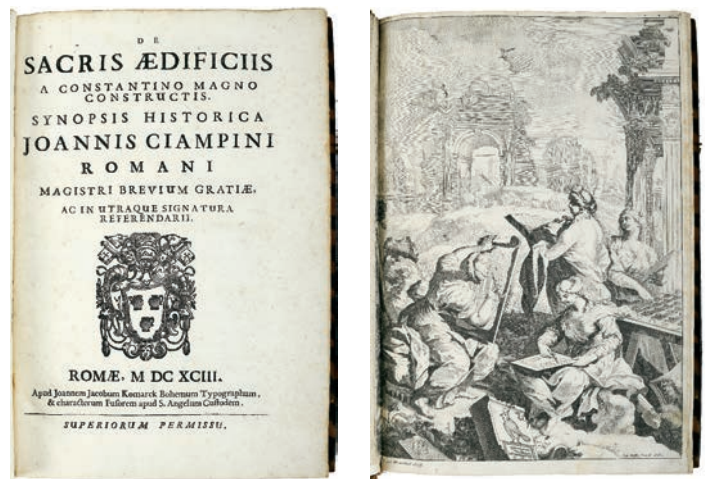 DE
SACRIS ÆDIFICIIS
A CONSTANTINO MAGNO
CONSTRUCTIS.
SYNOPSIS HISTORICA
JOANNIS CIAMPINI
ROMANI
MAGISTRI BREVIUM GRATIÆ,
AC IN UTRAQUE SIGNATURA
REFERENDARII.
ROMÆ, M DC XCIII.
Apud Joannem Jacobum Komarek Bohemum Typographum,
& characterum Fusorem apud S. Angelum Custodem.
SUPERIORUM PERMISSU.